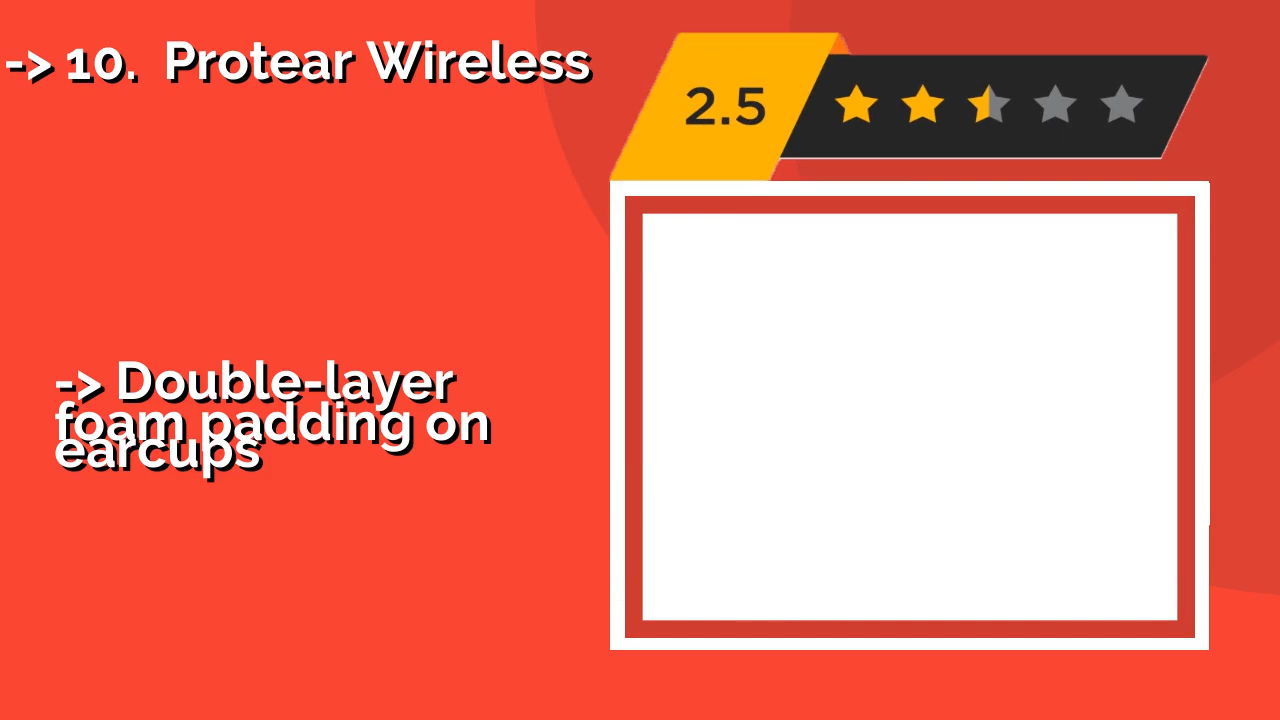 -> 10.  Protear Wireless
2.5
-> Double-layer
foam padding on
earcups